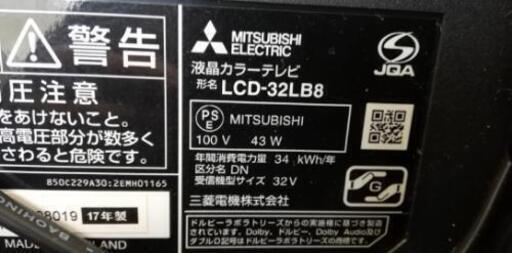 警告
圧注意
をあけないこと。
高電圧部分が数多く
さわると危険です。
850C229A30:2EMH01165
8019
17年製
MADE
MITSUBISHI
ELECTRIC
液晶カラーテレビ
形名 LCD-32LB8
JQA
PS
E
MITSUBISHI
100 V 43 W
年間消費電力量 34 kWh/年
区分名 DN
受信機型サイズ 32V
G
三菱電機株式会社
ドルビーラボラトリーズからの実施権に基づき製造
されています。Dolby、ドルビー、Dolby Audio及び
ダブルD記号はドルビーラボラトリーズの商標です。